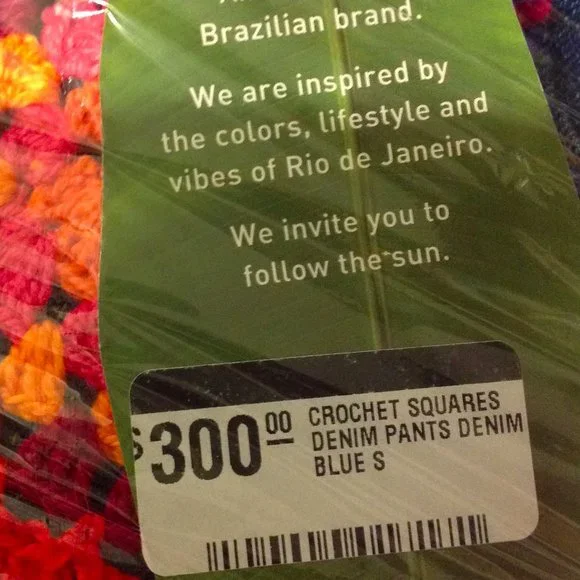 Brazilian brand.
We are inspired by
the colors, lifestyle and
vibes of Rio de Janeiro.
We invite you to
follow the sun.
$300 00 CROCHET SQUARES
DENIM PANTS DENIM
BLUE S